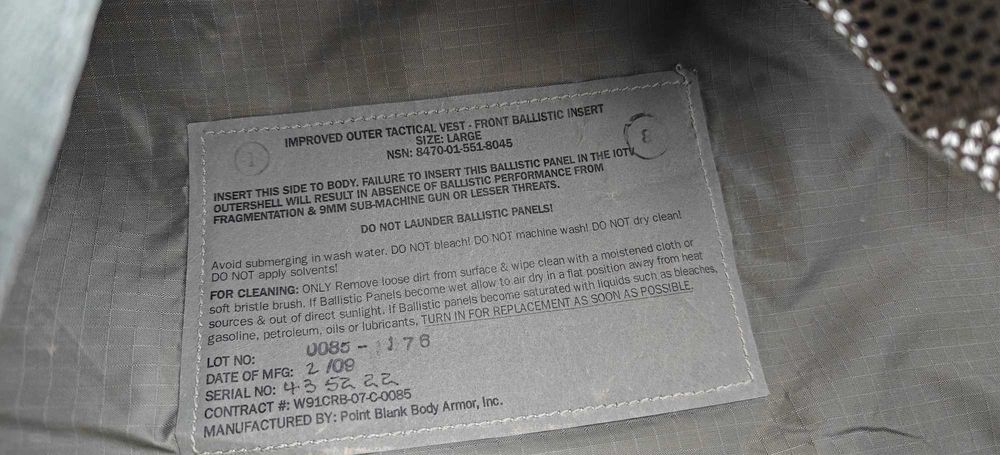 IMPROVED OUTER TACTICAL VEST - FRONT BALLISTIC INSERT
SIZE: LARGE
NSN: 8470-01-551-8045
1
8
INSERT THIS SIDE TO BODY. FAILURE TO INSERT THIS BALLISTIC PANEL IN THE IOTV
OUTERSHELL WILL RESULT IN ABSENCE OF BALLISTIC PERFORMANCE FROM
FRAGMENTATION & 9MM SUB-MACHINE GUN OR LESSER THREATS.
DO NOT LAUNDER BALLISTIC PANELS!
Avoid submerging in wash water. DO NOT bleach! DO NOT machine wash! DO NOT dry clean!
DO NOT apply solvents!
FOR CLEANING: ONLY Remove loose dirt from surface & wipe clean with a moistened cloth or
soft bristle brush. If Ballistic Panels become wet allow to air dry in a flat position away from heat
sources & out of direct sunlight. If Ballistic panels become saturated with liquids such as bleaches,
gasoline, petroleum, oils or lubricants, TURN IN FOR REPLACEMENT AS SOON AS POSSIBLE.
LOT NO: 0085 -
DATE OF MFG: 2/09
SERIAL NO: 435222
CONTRACT #: W91CRB-07-C-0085
MANUFACTURED BY: Point Blank Body Armor, Inc.